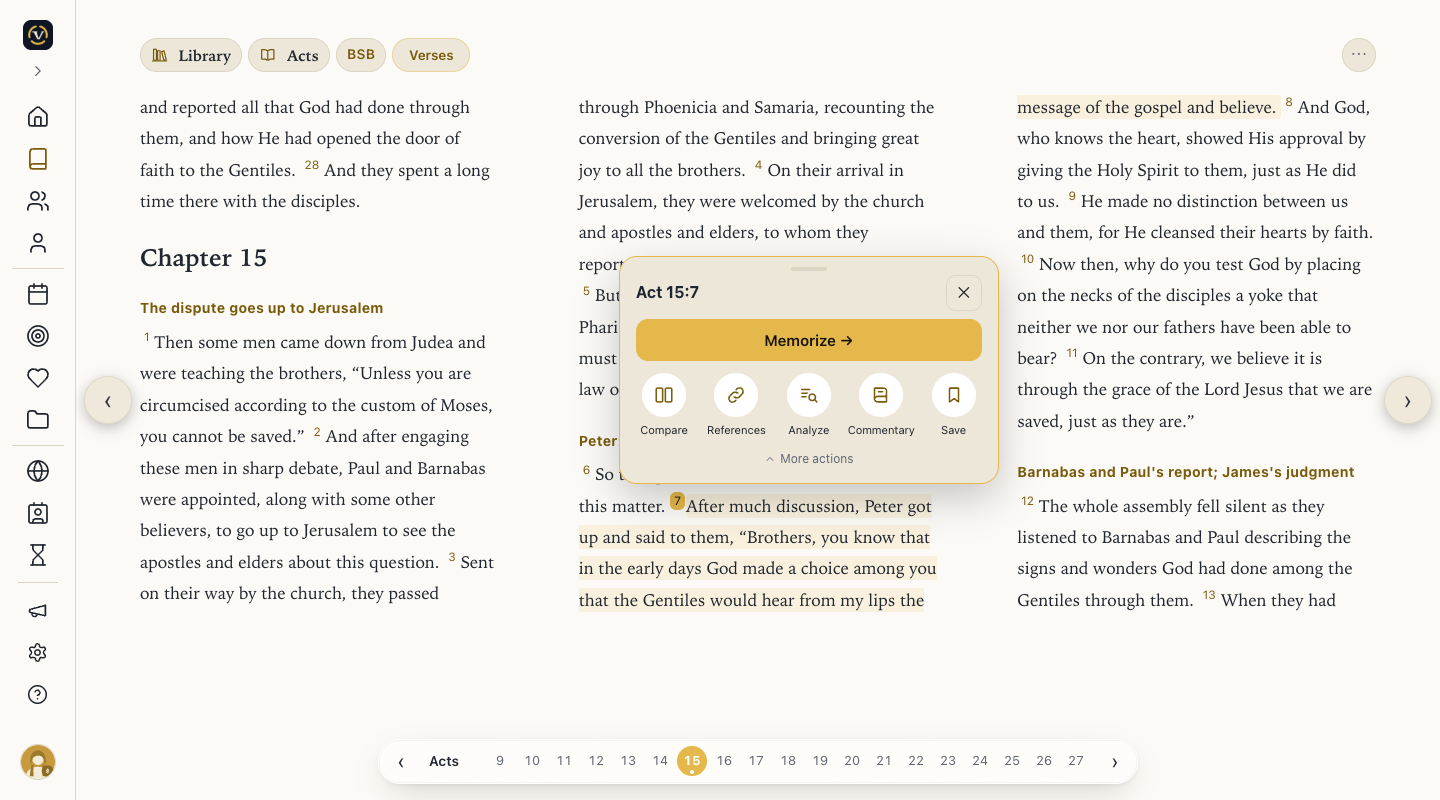 Library
Acts
BSB
Verses
and reported all that God had done through
them, and how He had opened the door of
faith to the Gentiles. 28 And they spent a long
time there with the disciples.
Chapter 15
The dispute goes up to Jerusalem
1 Then some men came down from Judea and
were teaching the brothers, “Unless you are
circumcised according to the custom of Moses,
you cannot be saved.” 2 And after engaging
these men in sharp debate, Paul and Barnabas
were appointed, along with some other
believers, to go up to Jerusalem to see the
apostles and elders about this question. 3 Sent
on their way by the church, they passed
through Phoenicia and Samaria, recounting the
conversion of the Gentiles and bringing great
joy to all the brothers. 4 On their arrival in
Jerusalem, they were welcomed by the church
and apostles and elders, to whom they
5 But
must
law
Peter
6 So
this matter. 7 After much discussion, Peter got
up and said to them, “Brothers, you know that
in the early days God made a choice among you
that the Gentiles would hear from my lips the
Act 15:7
Memorize →
Compare
References
Analyze
Commentary
Save
More actions
message of the gospel and believe. 8 And God,
who knows the heart, showed His approval by
giving the Holy Spirit to them, just as He did
to us. 9 He made no distinction between us
and them, for He cleansed their hearts by faith.
10 Now then, why do you test God by placing
on the necks of the disciples a yoke that
neither we nor our fathers have been able to
bear? 11 On the contrary, we believe it is
through the grace of the Lord Jesus that we are
saved, just as they are.”
Barnabas and Paul's report; James's judgment
12 The whole assembly fell silent as they
listened to Barnabas and Paul describing the
signs and wonders God had done among the
Gentiles through them. 13 When they had
‹ Acts 9 10 11 12 13 14 15 16 17 18 19 20 21 22 23 24 25 26 27 ›